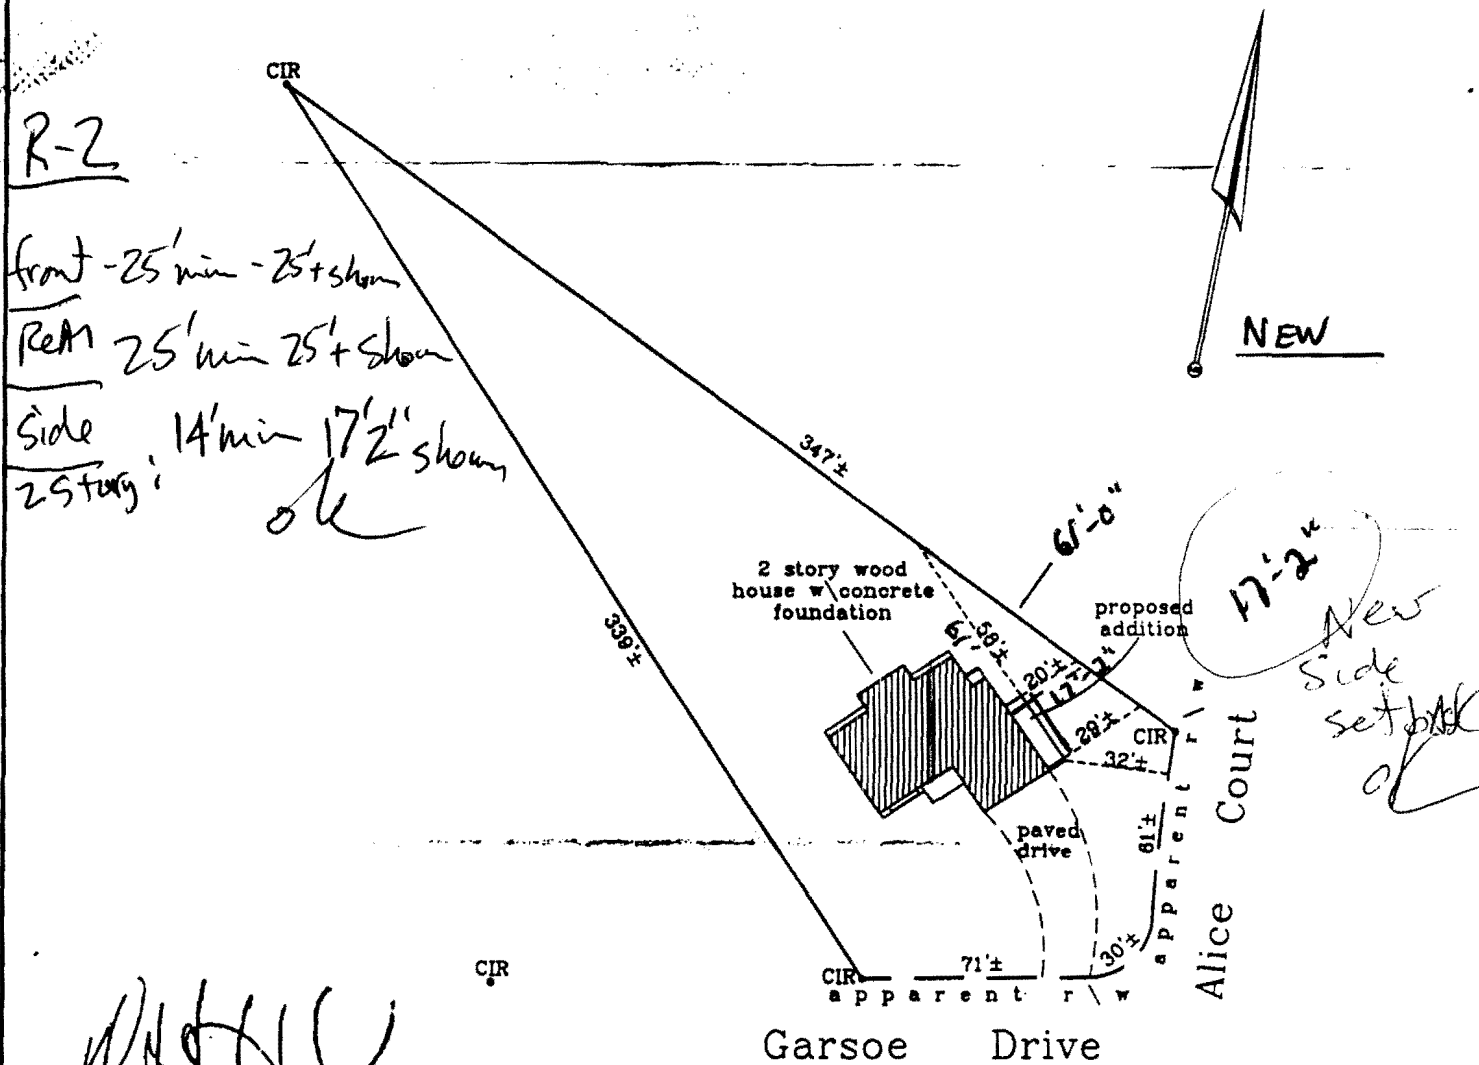 CIR
R-2
front - 25' min - 25'+ shown
ReAr 25' min 25'+ shown
Side
2 story: 14' min 17'2" shown
ok
NEW
347'±
61'-0"
339'±
2 story wood
house w\concrete
foundation
proposed
addition
17'-2"
New
side
setback
ok
58'±
61'-
20'±
17'-2"
29'±
CIR
32'±
r\w
apparent
61'±
Alice Court
paved
drive
30'±
CIR
CIR
71'±
apparent r\w
Garsoe Drive